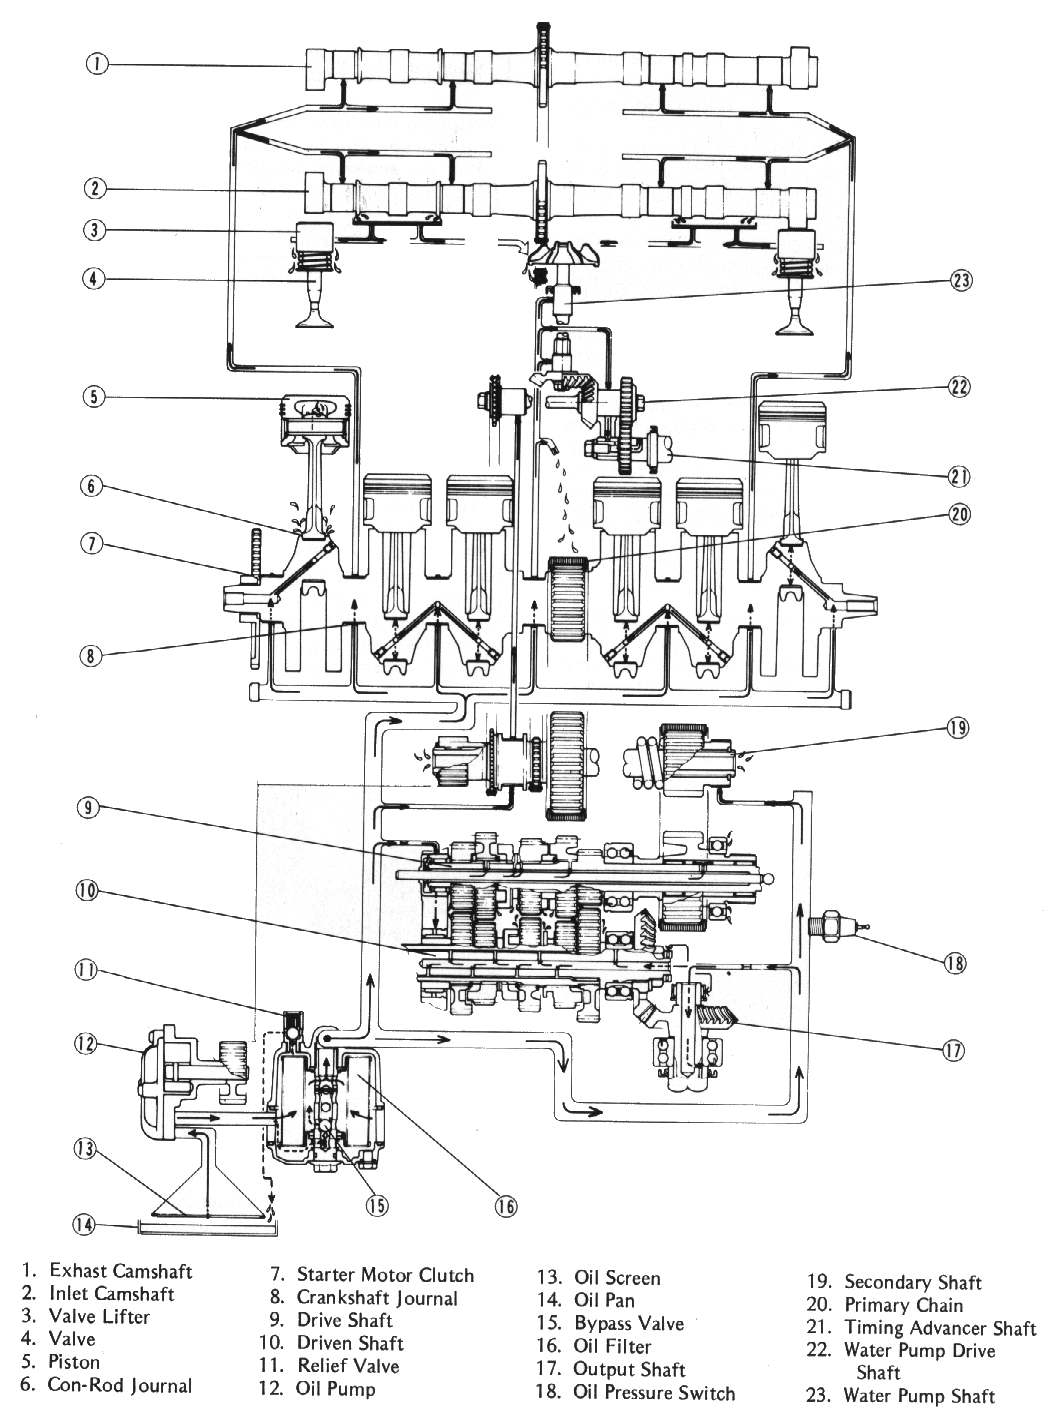 1
2
3
4
5
6
7
8
9
10
11
12
13
14
15
16
17
18
19
20
21
22
23
1. Exhast Camshaft
2. Inlet Camshaft
3. Valve Lifter
4. Valve
5. Piston
6. Con-Rod Journal
7. Starter Motor Clutch
8. Crankshaft Journal
9. Drive Shaft
10. Driven Shaft
11. Relief Valve
12. Oil Pump
13. Oil Screen
14. Oil Pan
15. Bypass Valve
16. Oil Filter
17. Output Shaft
18. Oil Pressure Switch
19. Secondary Shaft
20. Primary Chain
21. Timing Advancer Shaft
22. Water Pump Drive
Shaft
23. Water Pump Shaft